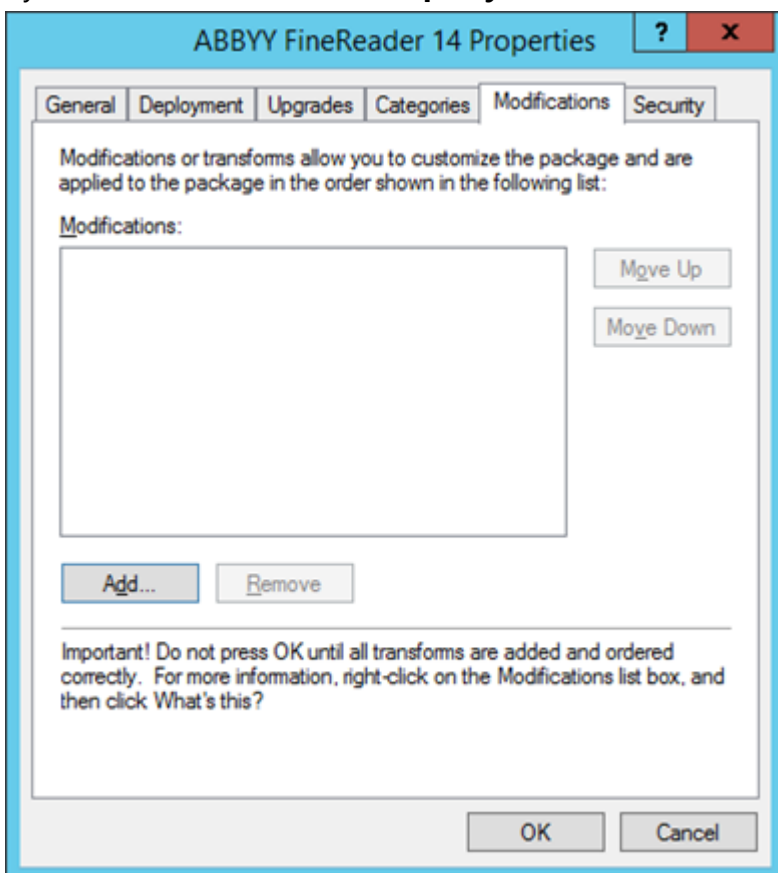 ABBYY FineReader 14 Properties ? x
General Deployment Upgrades Categories Modifications Security
Modifications or transforms allow you to customize the package and are
applied to the package in the order shown in the following list:
Modifications:
Move Up
Move Down
Add... Remove
Important! Do not press OK until all transforms are added and ordered
correctly. For more information, right-click on the Modifications list box, and
then click What's this?
OK Cancel